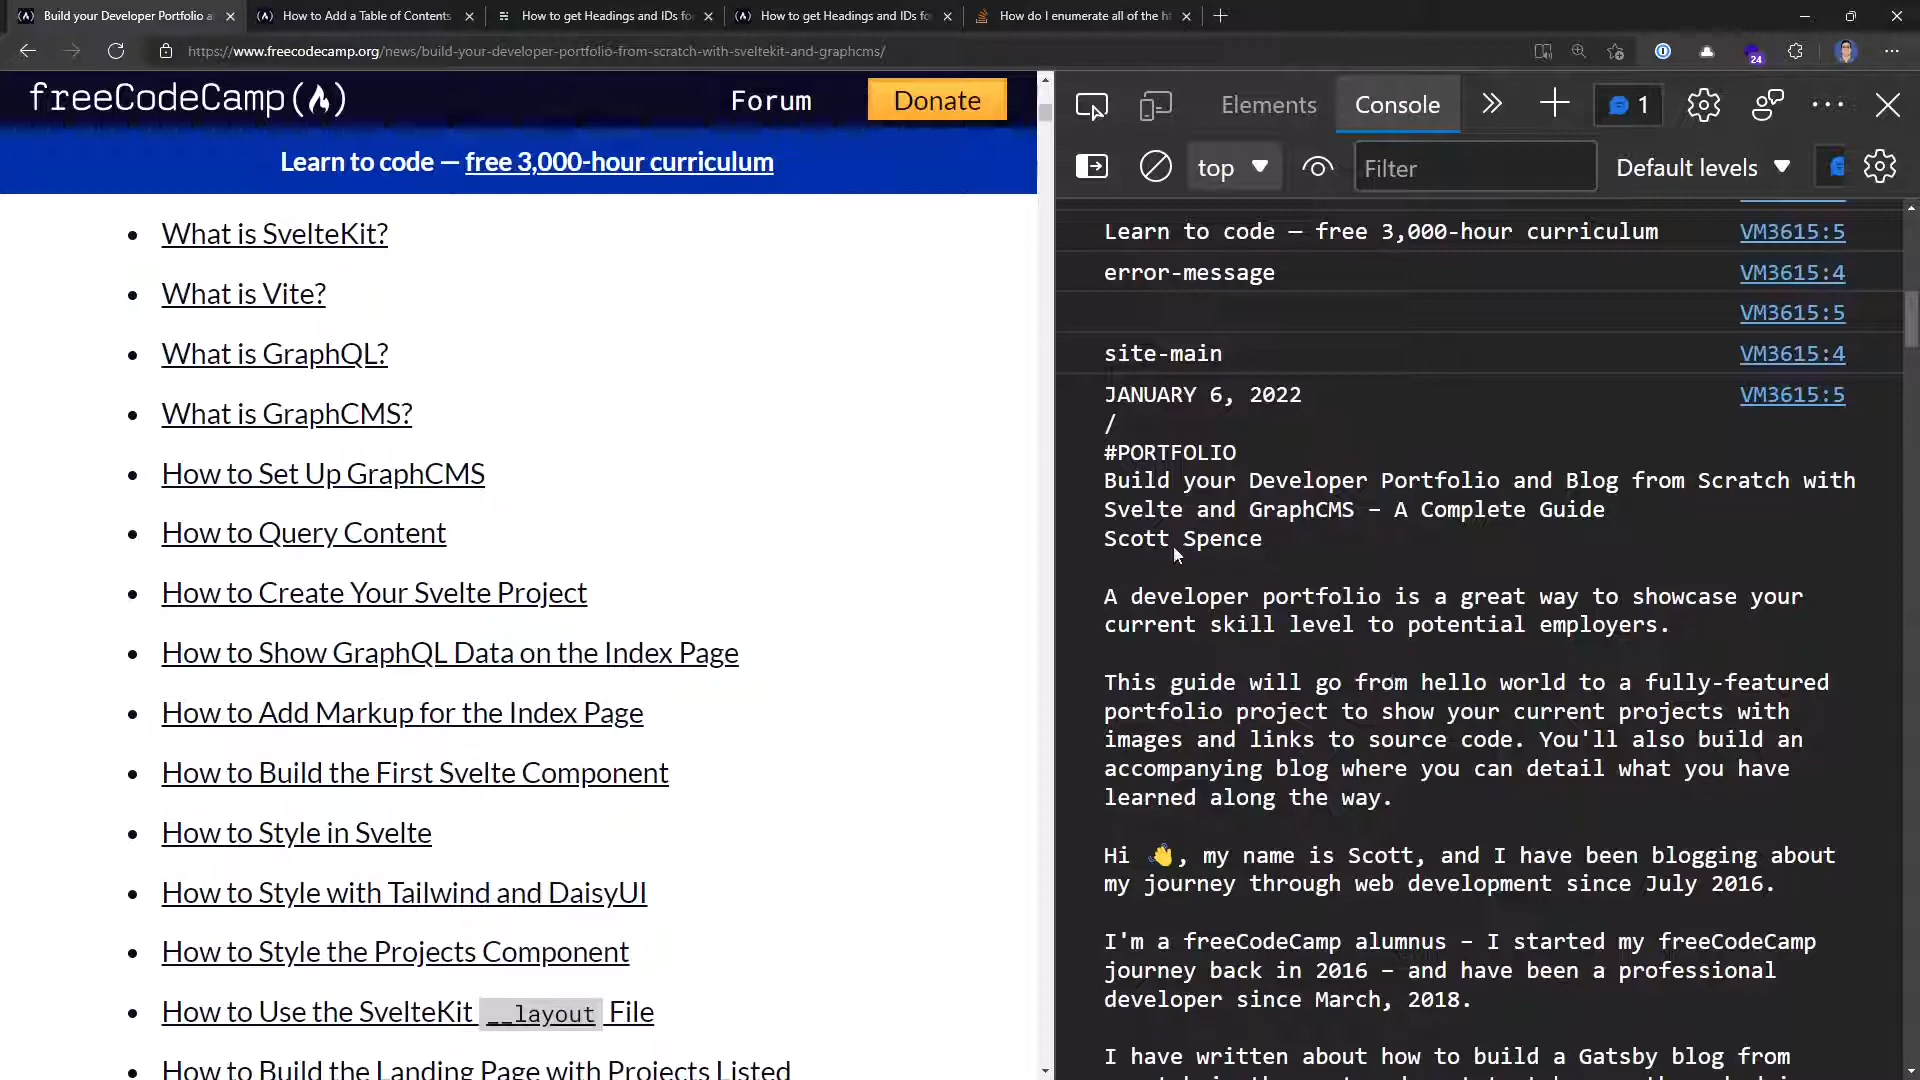 Build your Developer Portfolio a
How to Add a Table of Contents
How to get Headings and IDs fo
How to get Headings and IDs fo
How do I enumerate all of the h
https://www.freecodecamp.org/news/build-your-developer-portfolio-from-scratch-with-sveltekit-and-graphcms/
24
freeCodeCamp
Forum
Donate
Learn to code — free 3,000-hour curriculum
What is SvelteKit?
What is Vite?
What is GraphQL?
What is GraphCMS?
How to Set Up GraphCMS
How to Query Content
How to Create Your Svelte Project
How to Show GraphQL Data on the Index Page
How to Add Markup for the Index Page
How to Build the First Svelte Component
How to Style in Svelte
How to Style with Tailwind and DaisyUI
How to Style the Projects Component
How to Use the SvelteKit __layout File
How to Build the Landing Page with Projects Listed
Elements
Console
1
top
Filter
Default levels
Learn to code — free 3,000-hour curriculum VM3615:5
error-message VM3615:4
VM3615:5
site-main VM3615:4
JANUARY 6, 2022 VM3615:5
/
#PORTFOLIO
Build your Developer Portfolio and Blog from Scratch with
Svelte and GraphCMS – A Complete Guide
Scott Spence
A developer portfolio is a great way to showcase your
current skill level to potential employers.
This guide will go from hello world to a fully-featured
portfolio project to show your current projects with
images and links to source code. You'll also build an
accompanying blog where you can detail what you have
learned along the way.
Hi 👋, my name is Scott, and I have been blogging about
my journey through web development since July 2016.
I'm a freeCodeCamp alumnus – I started my freeCodeCamp
journey back in 2016 – and have been a professional
developer since March, 2018.
I have written about how to build a Gatsby blog from